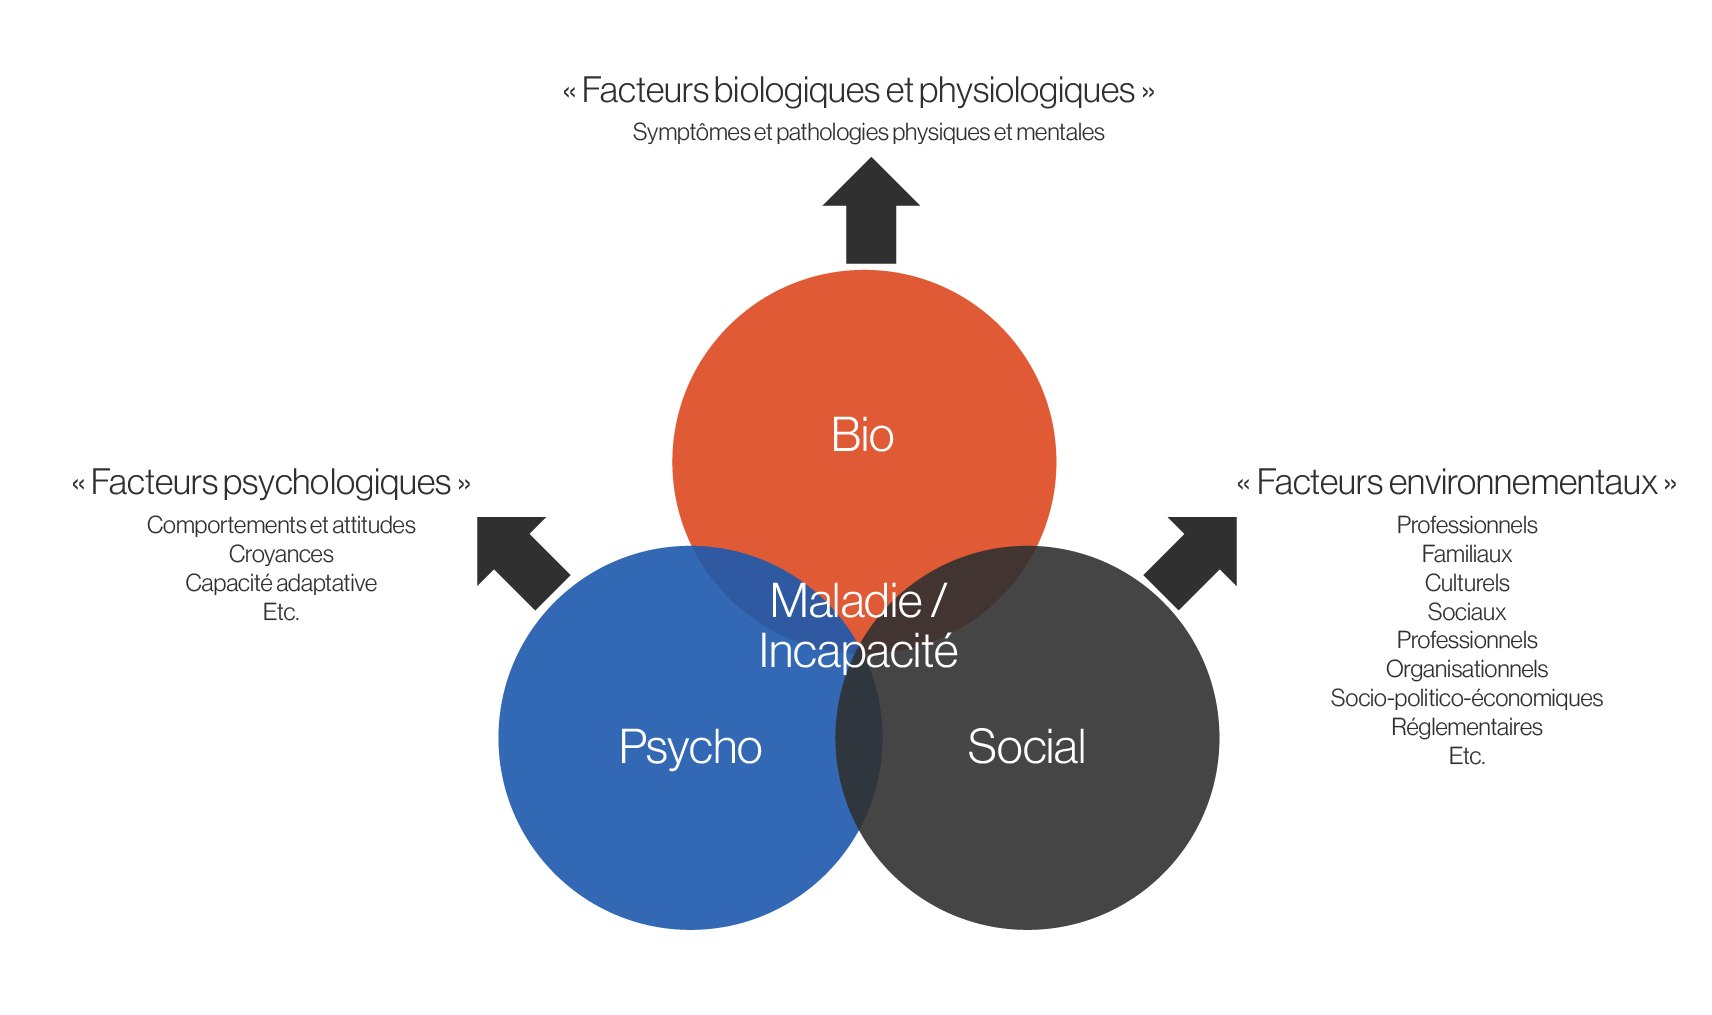 « Facteurs biologiques et physiologiques »
Symptômes et pathologies physiques et mentales
Bio
« Facteurs psychologiques »
Comportements et attitudes
Croyances
Capacité adaptative
Etc.
« Facteurs environnementaux »
Professionnels
Familiaux
Culturels
Sociaux
Professionnels
Organisationnels
Socio-politico-économiques
Réglementaires
Etc.
Maladie /
Incapacité
Psycho
Social